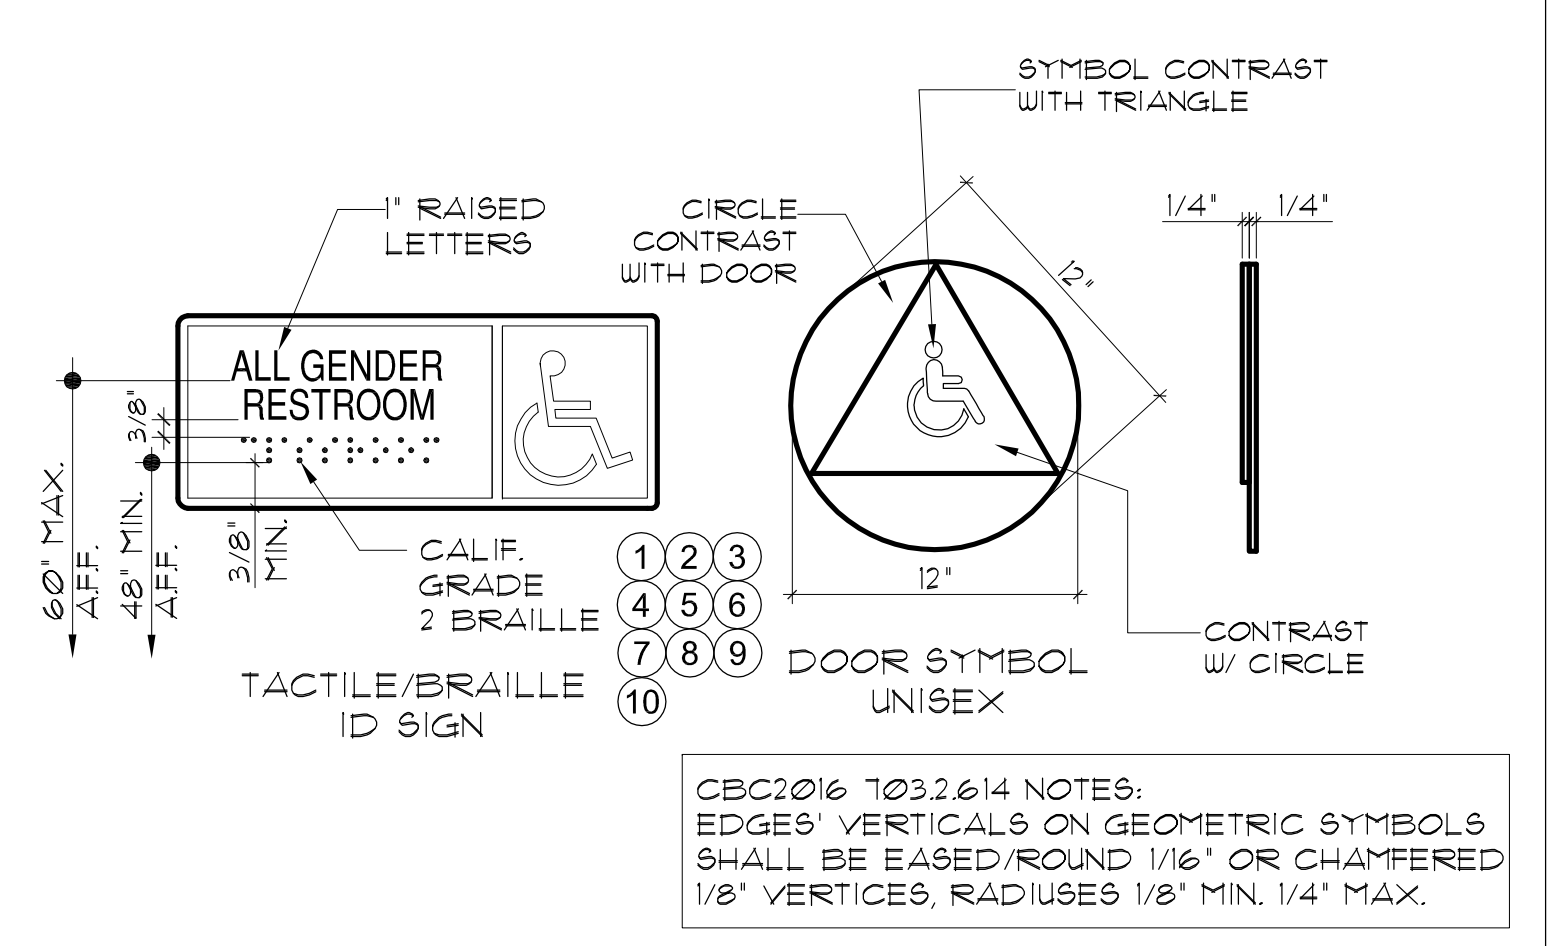 SYMBOL CONTRAST
WITH TRIANGLE
1" RAISED
LETTERS
CIRCLE
CONTRAST
WITH DOOR
12"
1/4" 1/4"
ALL GENDER
RESTROOM
3/8"
60" MAX.
A.F.F.
48" MIN.
A.F.F.
3/8"
MIN.
CALIF.
GRADE
2 BRAILLE
1 2 3
4 5 6
7 8 9
10
12"
CONTRAST
W/ CIRCLE
TACTILE/BRAILLE
ID SIGN
DOOR SYMBOL
UNISEX
CBC2016 703.2.614 NOTES:
EDGES' VERTICALS ON GEOMETRIC SYMBOLS
SHALL BE EASED/ROUND 1/16" OR CHAMFERED
1/8" VERTICES, RADIUSES 1/8" MIN. 1/4" MAX.